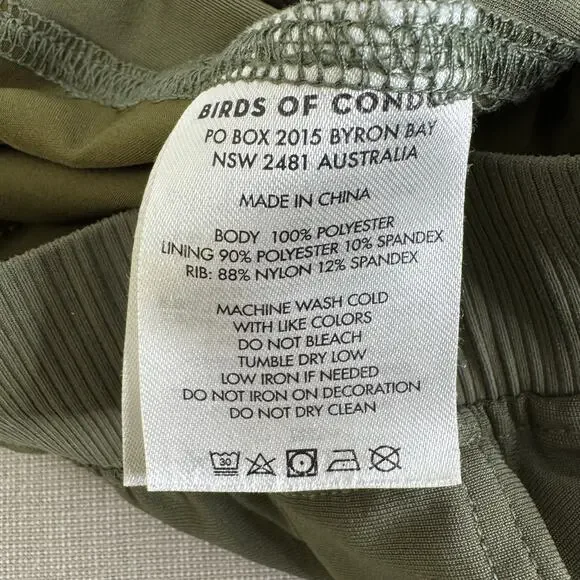 BIRDS OF CONDO
PO BOX 2015 BYRON BAY
NSW 2481 AUSTRALIA
MADE IN CHINA
BODY 100% POLYESTER
LINING 90% POLYESTER 10% SPANDEX
RIB: 88% NYLON 12% SPANDEX
MACHINE WASH COLD
WITH LIKE COLORS
DO NOT BLEACH
TUMBLE DRY LOW
LOW IRON IF NEEDED
DO NOT IRON ON DECORATION
DO NOT DRY CLEAN
30